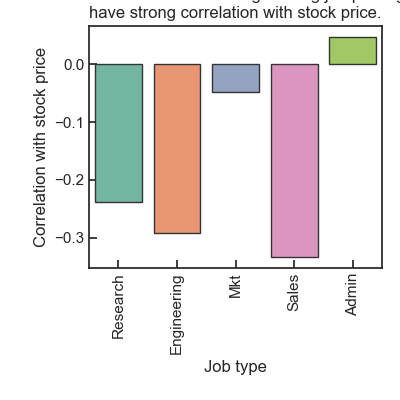 have strong correlation with stock price.
Correlation with stock price
0.0
−0.1
−0.2
−0.3
Research
Engineering
Mkt
Sales
Admin
Job type